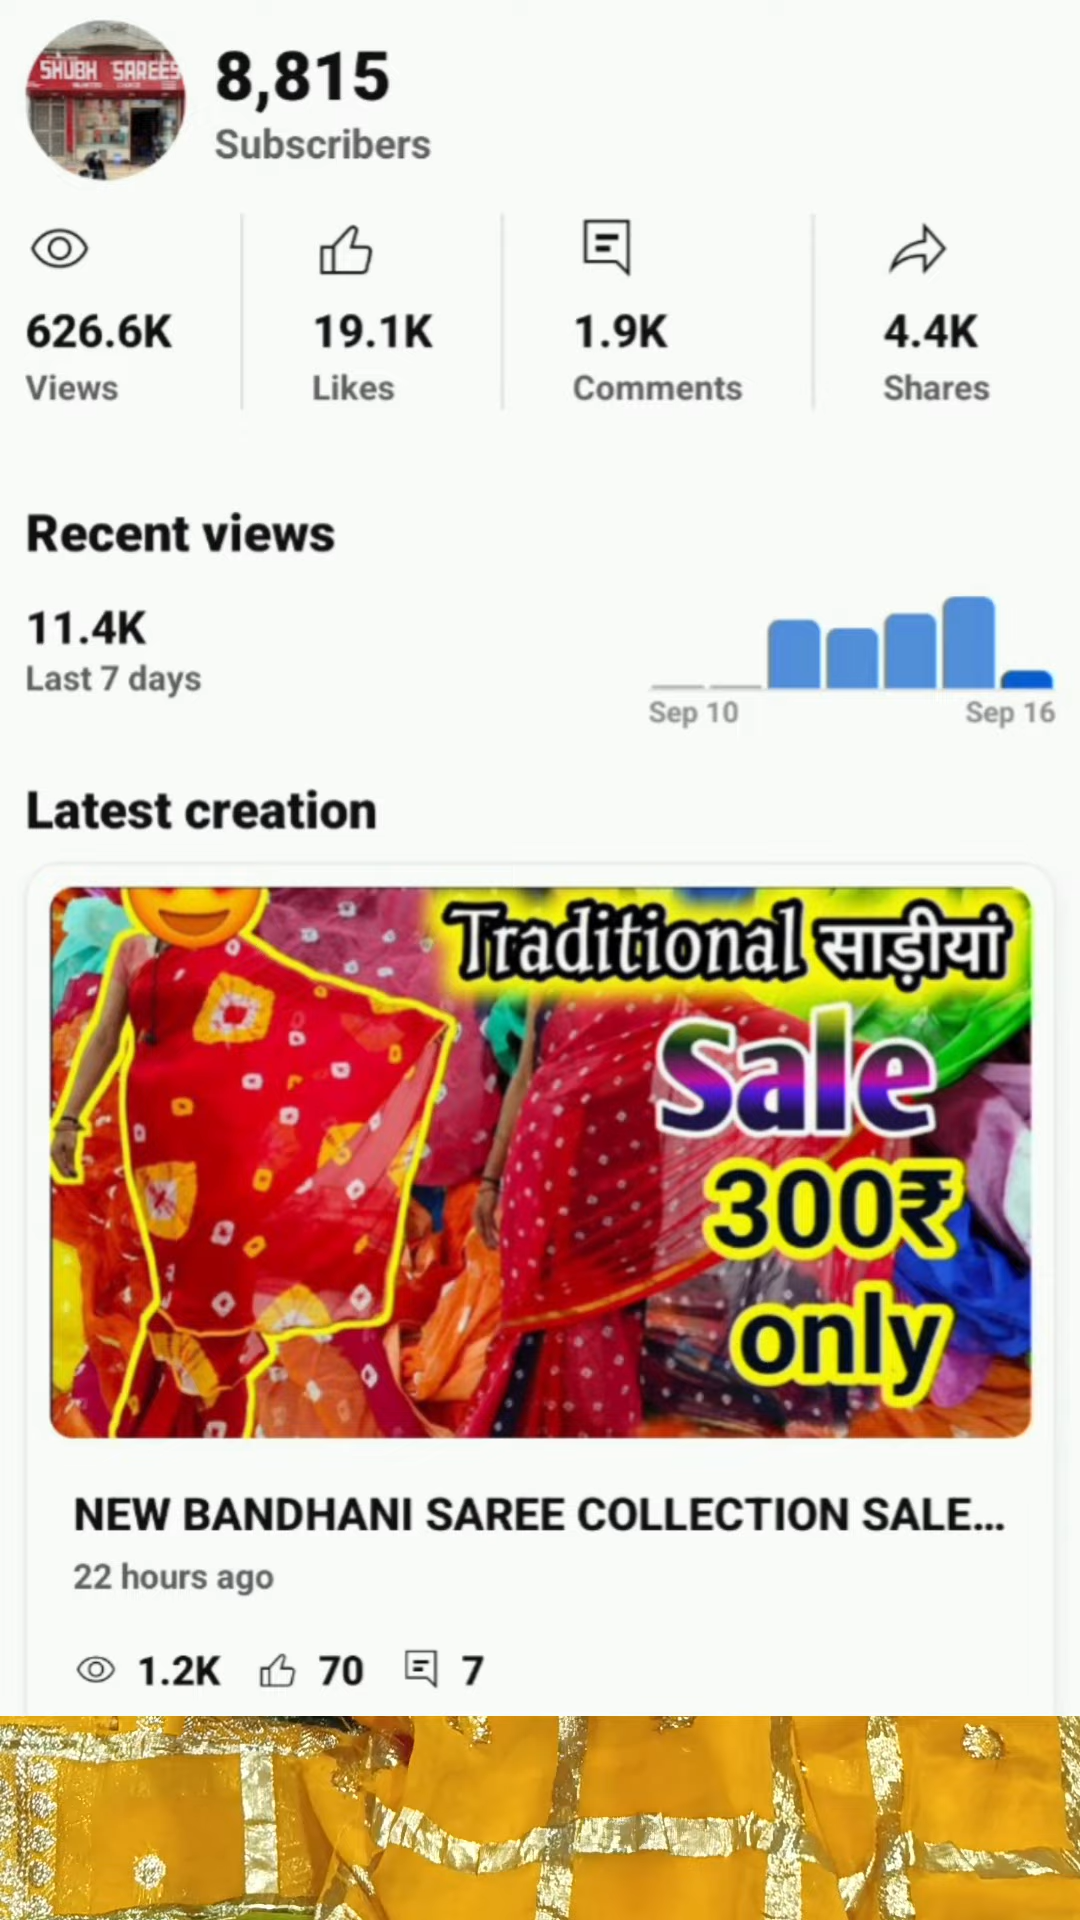 SHUBH SAREES
8,815
Subscribers
626.6K
Views
19.1K
Likes
1.9K
Comments
4.4K
Shares
Recent views
11.4K
Last 7 days
Sep 10
Sep 16
Latest creation
Traditional साड़ीयां
Sale
300₹
only
NEW BANDHANI SAREE COLLECTION SALE...
22 hours ago
1.2K
70
7